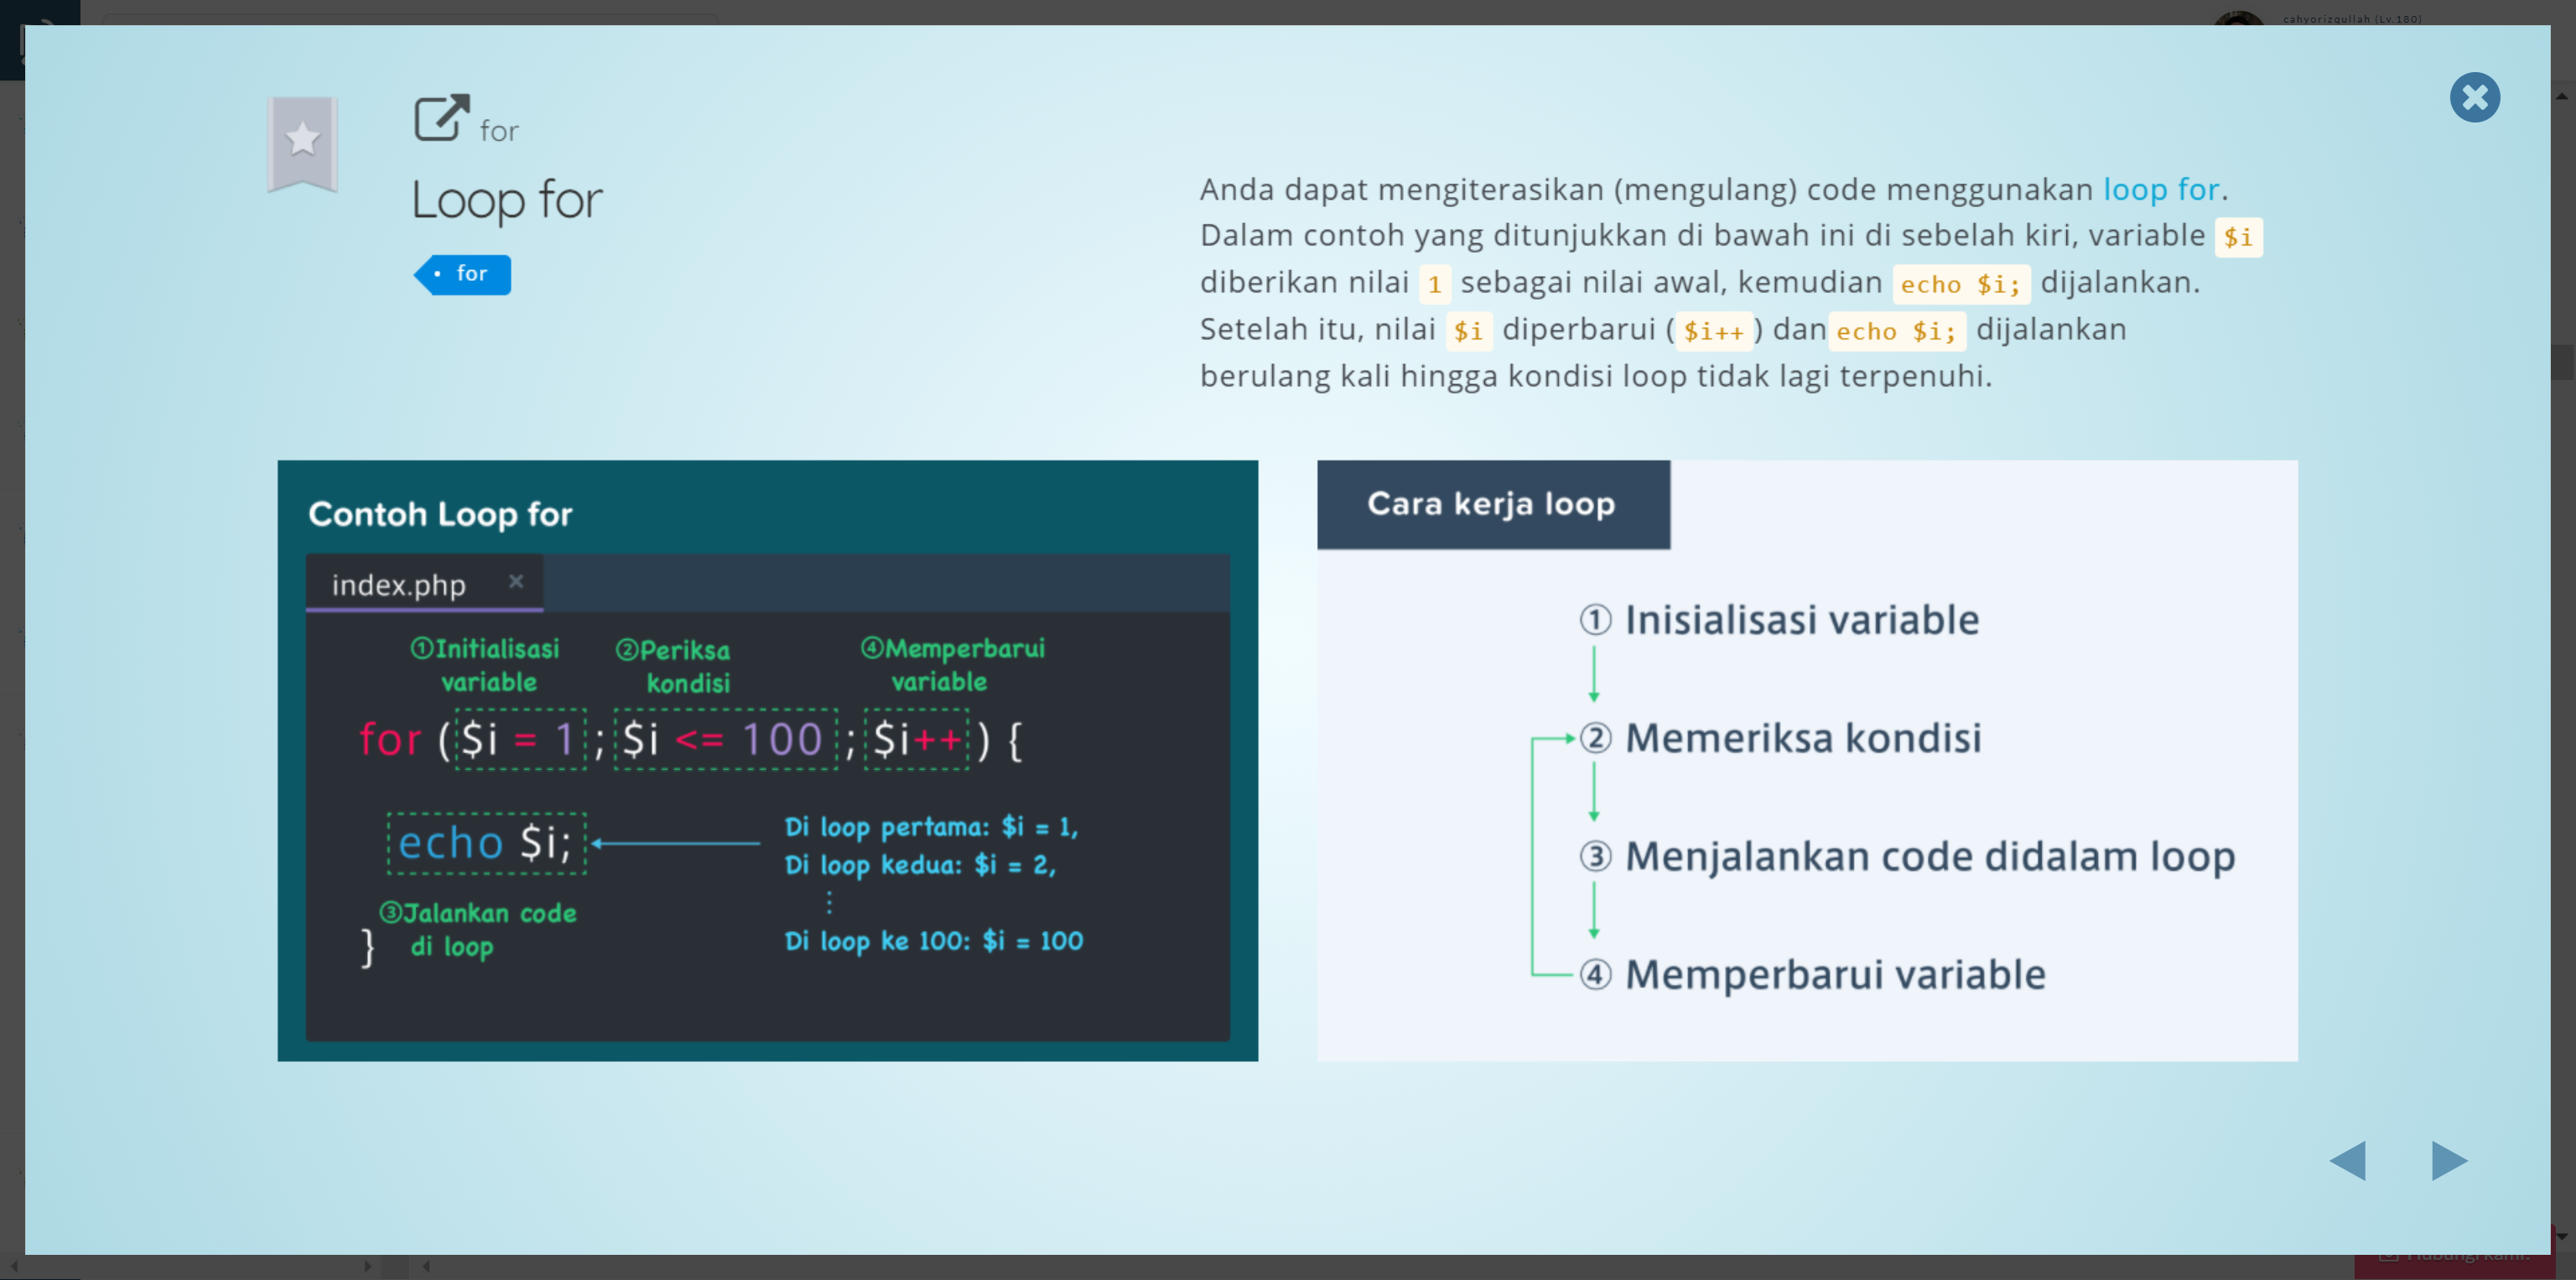 cahyorizqullah (Lv.180)
for
Loop for
• for
Anda dapat mengiterasikan (mengulang) code menggunakan loop for.
Dalam contoh yang ditunjukkan di bawah ini di sebelah kiri, variable $i
diberikan nilai 1 sebagai nilai awal, kemudian echo $i; dijalankan.
Setelah itu, nilai $i diperbarui ($i++) dan echo $i; dijalankan
berulang kali hingga kondisi loop tidak lagi terpenuhi.
Contoh Loop for
index.php ×
①Initialisasi ②Periksa ④Memperbarui
variable kondisi variable
for ($i = 1; $i <= 100; $i++) {
echo $i;
Di loop pertama: $i = 1,
Di loop kedua: $i = 2,
⋮
Di loop ke 100: $i = 100
③Jalankan code
di loop
}
Cara kerja loop
① Inisialisasi variable
② Memeriksa kondisi
③ Menjalankan code didalam loop
④ Memperbarui variable
Hubungi kami.